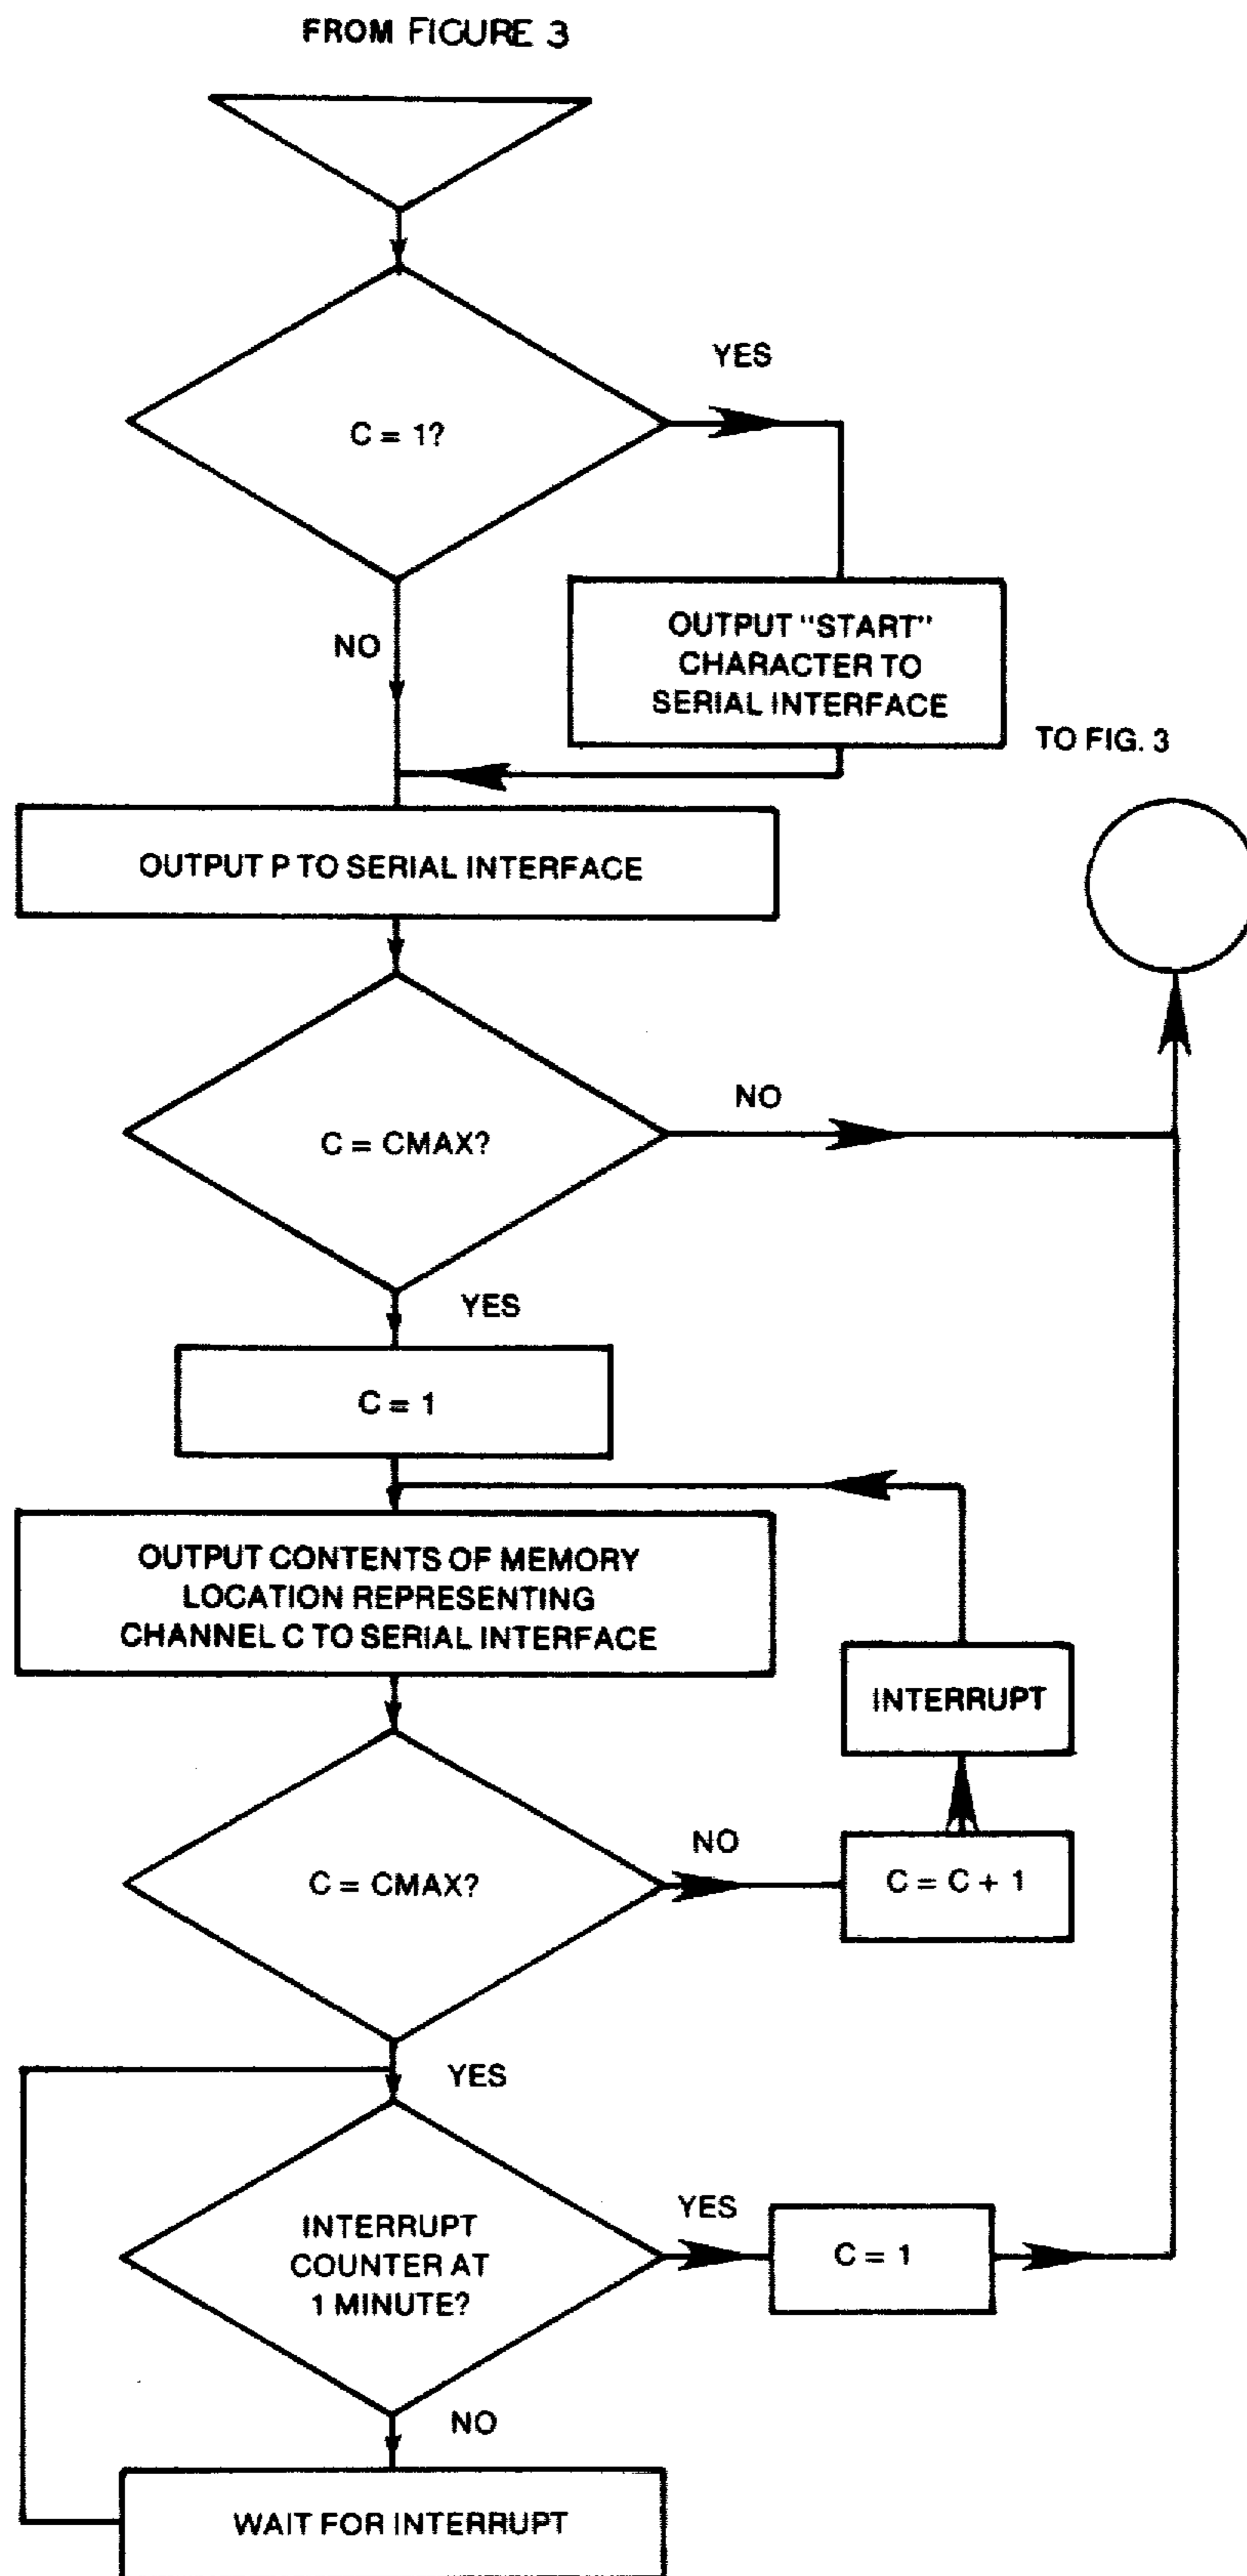 FROM FIGURE 3
C = 1?
YES
NO
OUTPUT "START"
CHARACTER TO
SERIAL INTERFACE
TO FIG. 3
OUTPUT P TO SERIAL INTERFACE
C = CMAX?
NO
YES
C = 1
OUTPUT CONTENTS OF MEMORY
LOCATION REPRESENTING
CHANNEL C TO SERIAL INTERFACE
INTERRUPT
C = CMAX?
NO
C = C + 1
YES
INTERRUPT
COUNTER AT
1 MINUTE?
YES
C = 1
NO
WAIT FOR INTERRUPT